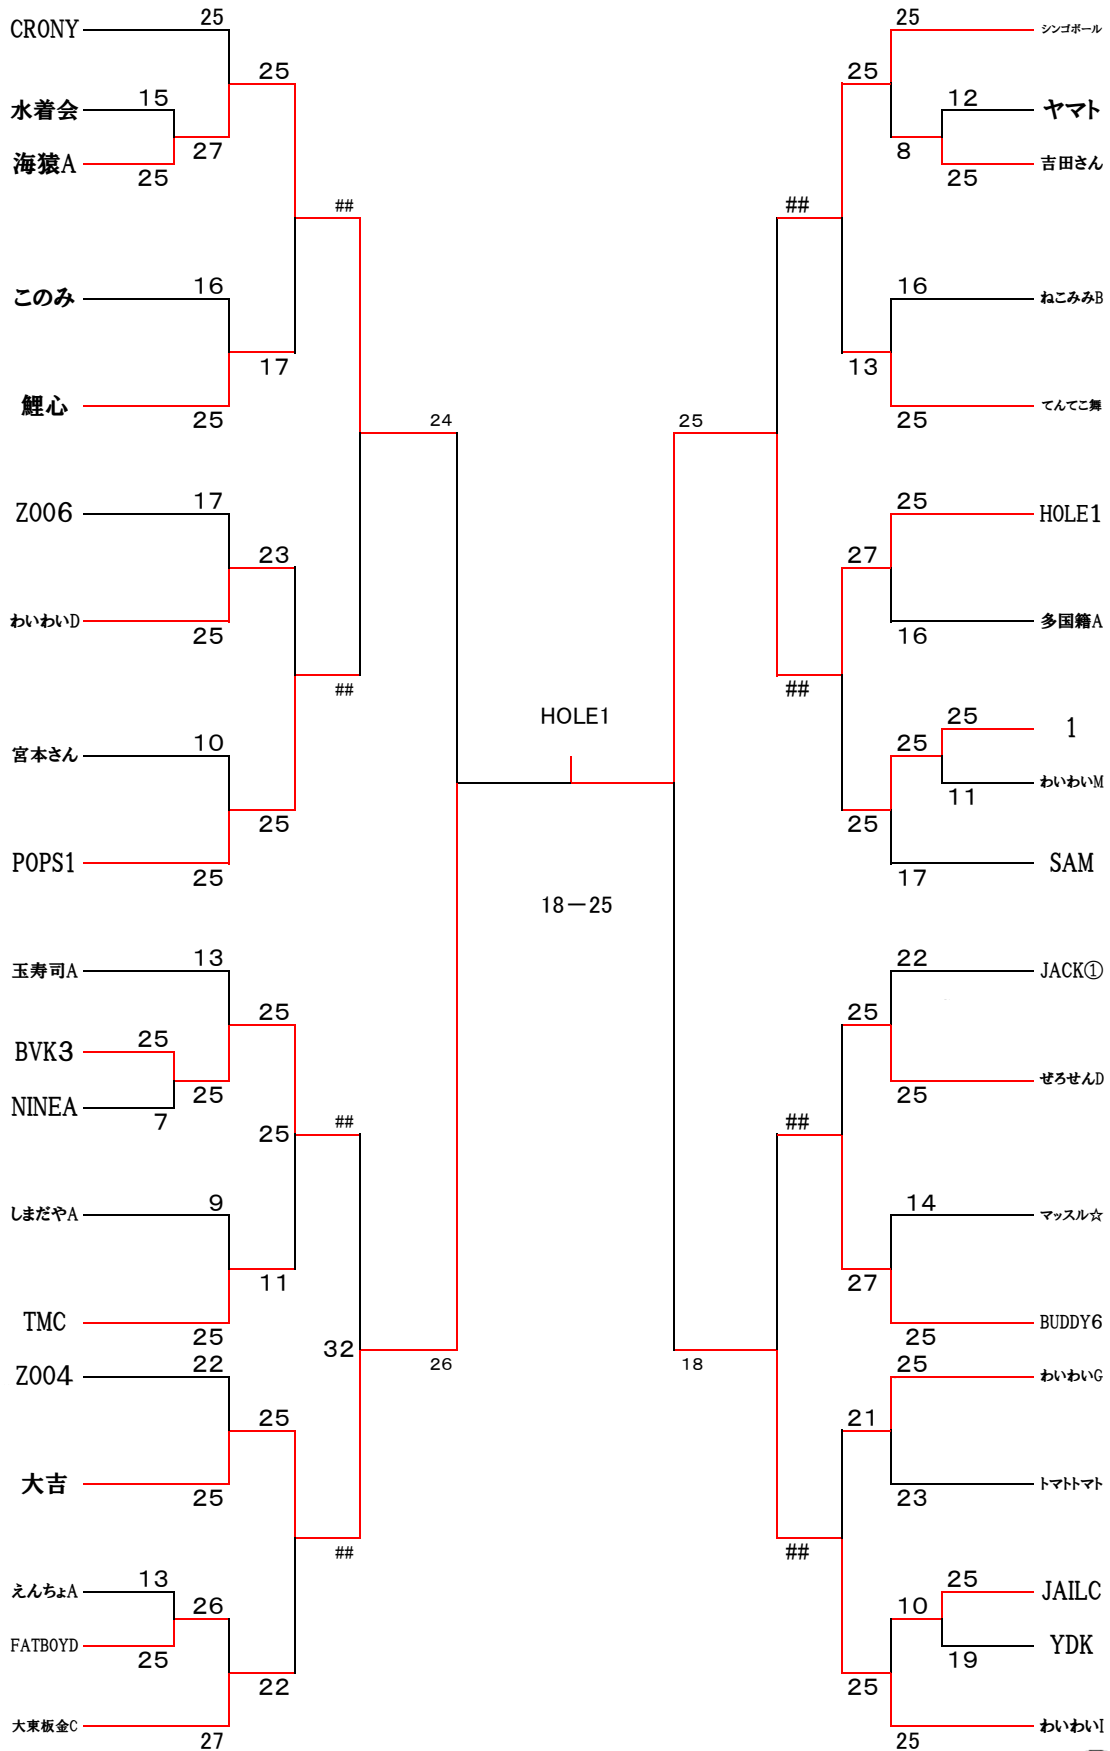 CRONY
25
水着会
15
海猿A
25
27
25
このみ
16
鯉心
25
17
##
ZOO6
17
わいわいD
25
23
宮本さん
10
POPS1
25
25
##
24
玉寿司A
13
BVK3
25
NINEA
7
25
25
しまだやA
9
TMC
25
11
25
##
ZOO4
22
大吉
25
25
えんちょA
13
FATBOYD
25
26
大東板金C
27
22
##
32
26
HOLE1
18－25
25
シンゴボール
12
ヤマト
25
吉田さん
8
25
16
ねこみみB
25
てんてこ舞
13
##
25
HOLE1
16
多国籍A
27
25
1
11
わいわいM
25
17
SAM
25
##
25
22
JACK①
25
ぜろせんD
25
14
マッスル☆
25
BUDDY6
27
##
25
わいわいG
23
トマトトマト
21
25
JAILC
19
YDK
10
25
わいわいI
25
##
18